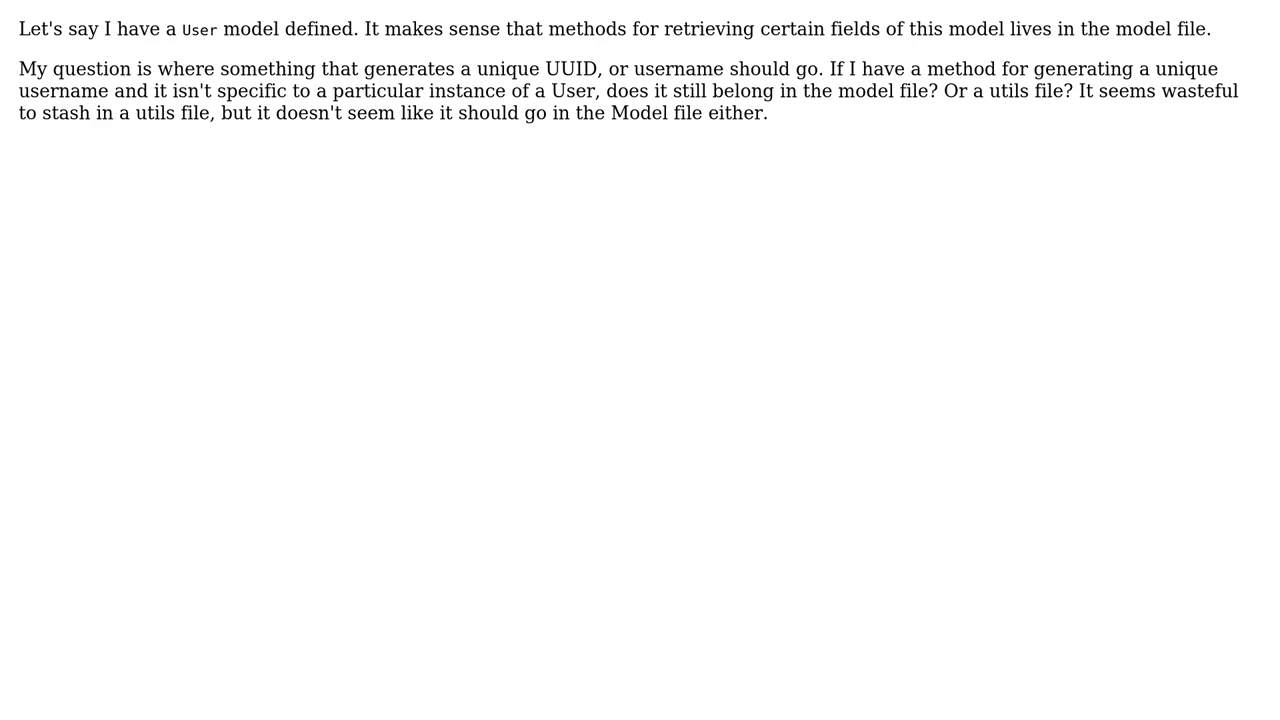 Let's say I have a User model defined. It makes sense that methods for retrieving certain fields of this model lives in the model file.
My question is where something that generates a unique UUID, or username should go. If I have a method for generating a unique
username and it isn't specific to a particular instance of a User, does it still belong in the model file? Or a utils file? It seems wasteful
to stash in a utils file, but it doesn't seem like it should go in the Model file either.